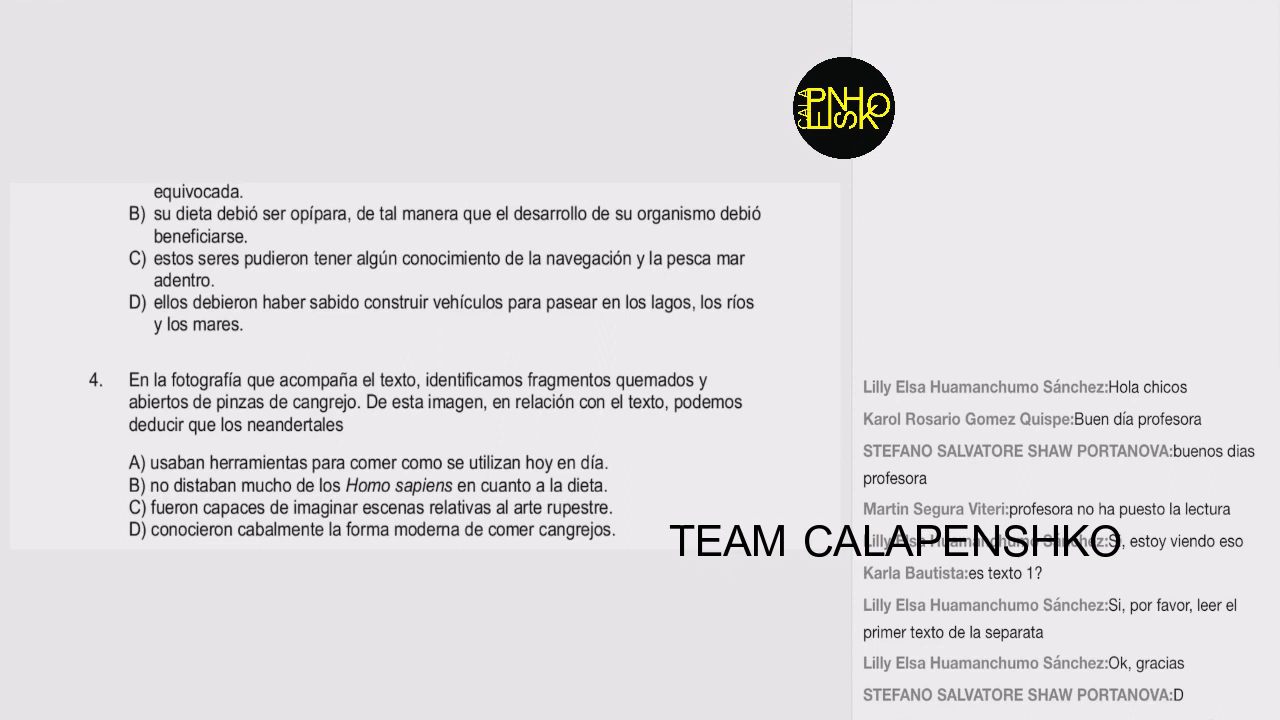 CALA
PENHO
ESK
equivocada.
B) su dieta debió ser opípara, de tal manera que el desarrollo de su organismo debió
beneficiarse.
C) estos seres pudieron tener algún conocimiento de la navegación y la pesca mar
adentro.
D) ellos debieron haber sabido construir vehículos para pasear en los lagos, los ríos
y los mares.
4. En la fotografía que acompaña el texto, identificamos fragmentos quemados y
abiertos de pinzas de cangrejo. De esta imagen, en relación con el texto, podemos
deducir que los neandertales
A) usaban herramientas para comer como se utilizan hoy en día.
B) no distaban mucho de los Homo sapiens en cuanto a la dieta.
C) fueron capaces de imaginar escenas relativas al arte rupestre.
D) conocieron cabalmente la forma moderna de comer cangrejos.
TEAM CALAPENSHKO
Lilly Elsa Huamanchumo Sánchez:Hola chicos
Karol Rosario Gomez Quispe:Buen día profesora
STEFANO SALVATORE SHAW PORTANOVA:buenos dias
profesora
Martin Segura Viteri:profesora no ha puesto la lectura
Lilly Elsa Huamanchumo Sánchez:Si, estoy viendo eso
Karla Bautista:es texto 1?
Lilly Elsa Huamanchumo Sánchez:Si, por favor, leer el
primer texto de la separata
Lilly Elsa Huamanchumo Sánchez:Ok, gracias
STEFANO SALVATORE SHAW PORTANOVA:D